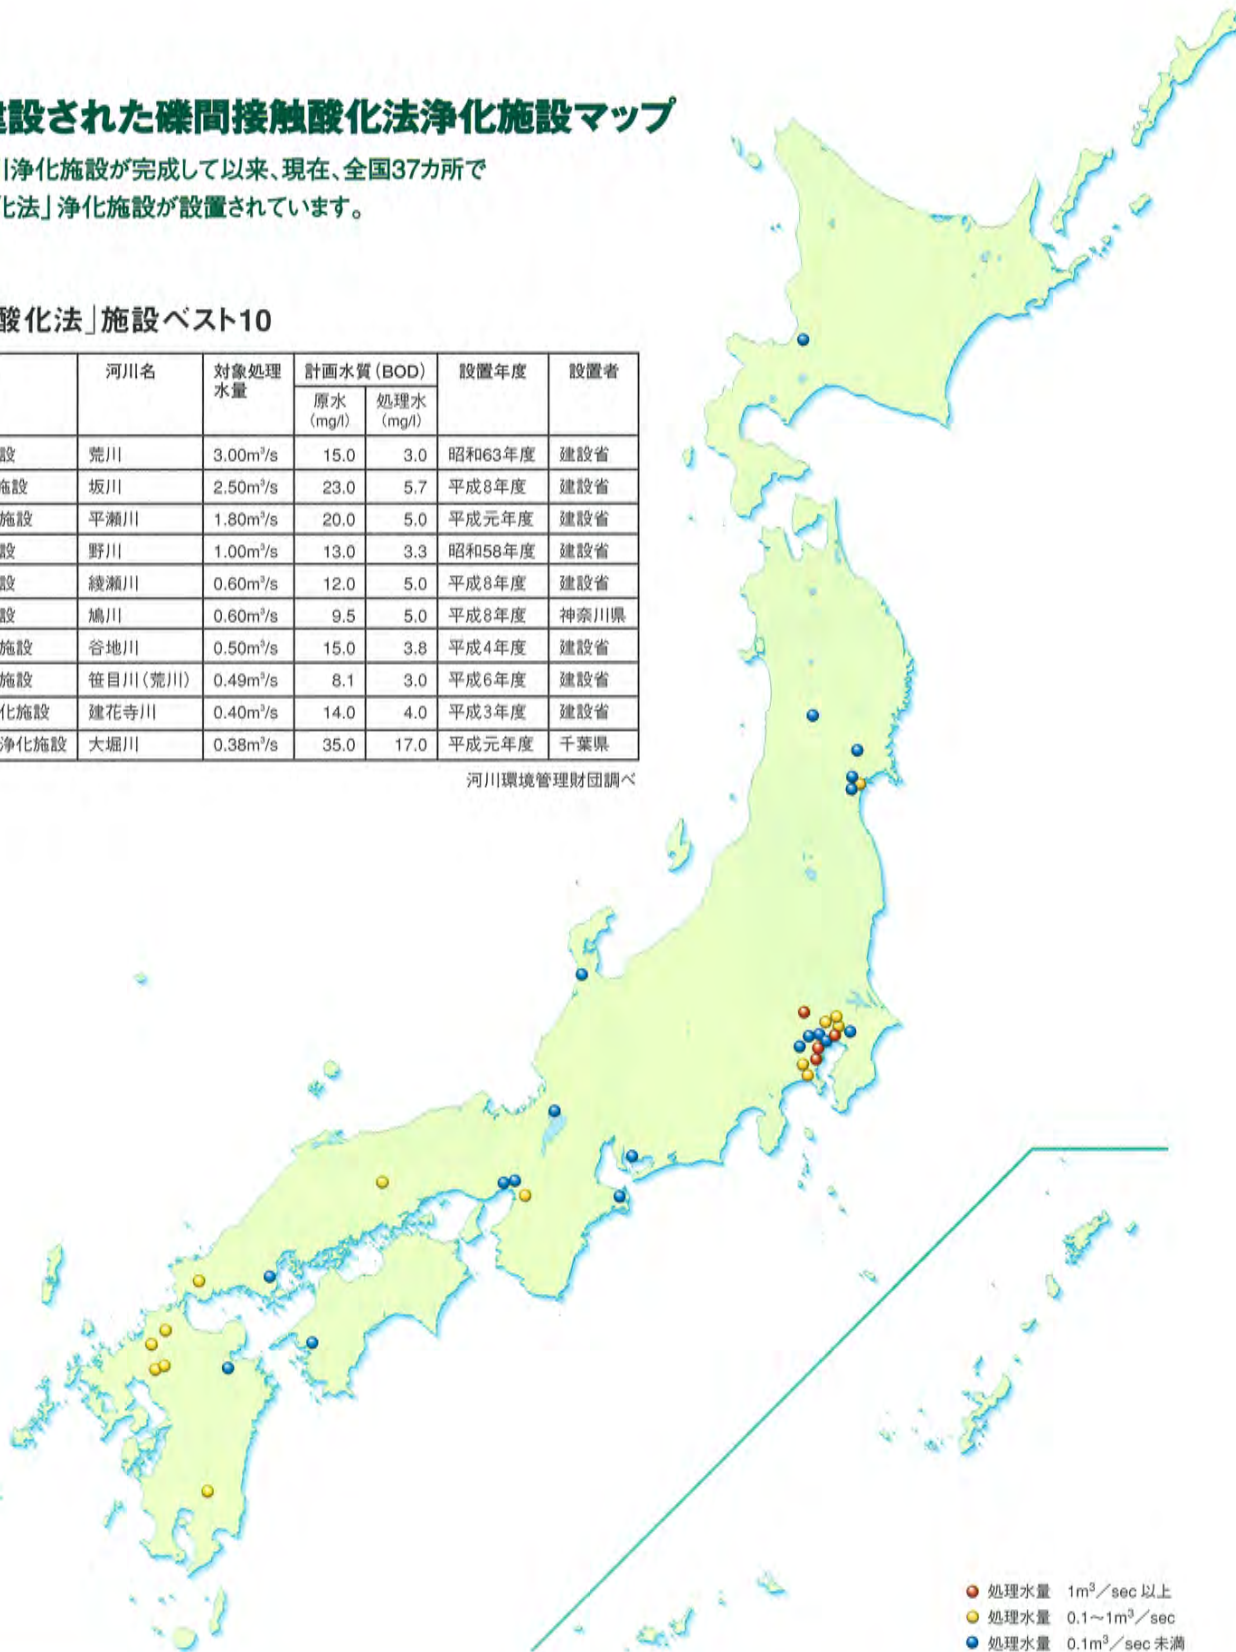 建設された礫間接触酸化法浄化施設マップ
川浄化施設が完成して以来、現在、全国37カ所で
化法」浄化施設が設置されています。
酸化法」施設ベスト10
河川名 対象処理水量 計画水質(BOD) 設置年度 設置者
原水(mg/l) 処理水(mg/l)
設 荒川 3.00m³/s 15.0 3.0 昭和63年度 建設省
施設 坂川 2.50m³/s 23.0 5.7 平成8年度 建設省
施設 平瀬川 1.80m³/s 20.0 5.0 平成元年度 建設省
設 野川 1.00m³/s 13.0 3.3 昭和58年度 建設省
設 綾瀬川 0.60m³/s 12.0 5.0 平成8年度 建設省
設 鳩川 0.60m³/s 9.5 5.0 平成8年度 神奈川県
施設 谷地川 0.50m³/s 15.0 3.8 平成4年度 建設省
施設 笹目川(荒川) 0.49m³/s 8.1 3.0 平成6年度 建設省
化施設 建花寺川 0.40m³/s 14.0 4.0 平成3年度 建設省
浄化施設 大堀川 0.38m³/s 35.0 17.0 平成元年度 千葉県
河川環境管理財団調べ
処理水量 1m³/sec 以上
処理水量 0.1〜1m³/sec
処理水量 0.1m³/sec 未満